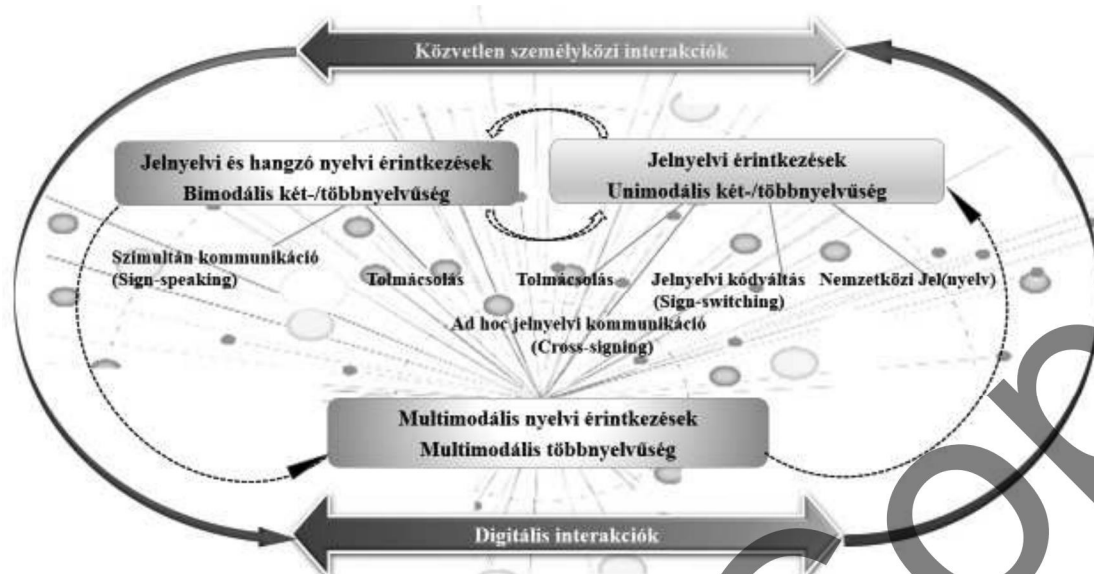 Közvetlen személyközi interakciók
Jelnyelvi és hangzó nyelvi érintkezések
Bimodális két-/többnyelvűség
Jelnyelvi érintkezések
Unimodális két-/többnyelvűség
Szimultán kommunikáció
(Sign-speaking)
Tolmácsolás
Tolmácsolás
Jelnyelvi kódváltás
(Sign-switching)
Nemzetközi Jel(nyelv)
Ad hoc jelnyelvi kommunikáció
(Cross-signing)
Multimodális nyelvi érintkezések
Multimodális többnyelvűség
Digitális interakciók